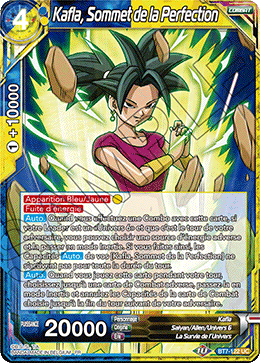 4
Kafla, Sommet de la Perfection
COMBAT
1 +10000
Apparition Bleu/Jaune
Fuite d'énergie
Auto. Quand vous effectuez une Combo avec cette carte, si
votre Leader est un ‹Univers 6› et que c'est le tour de votre
adversaire, vous pouvez choisir une source d'énergie adverse
et la passer en mode Inactif. Si vous faites ainsi, les
Capacités Auto. de vos [Kafla, Sommet de la Perfection] ne
s'activent pas pour toute la durée du combat.
Auto. Quand vous jouez cette carte pendant votre tour,
choisissez jusqu'à une Carte de Combat adverse, passez la en
mode Inactif et annulez les Capacités de la Carte de Combat
choisie jusqu'à la fin du tour suivant de votre adversaire.
PUISSANCE
20000
Personnage
Kafla
Origine
Saiyan/Alien/Univers 6
Ère
La Survie de l'Univers
BT7-122 UC